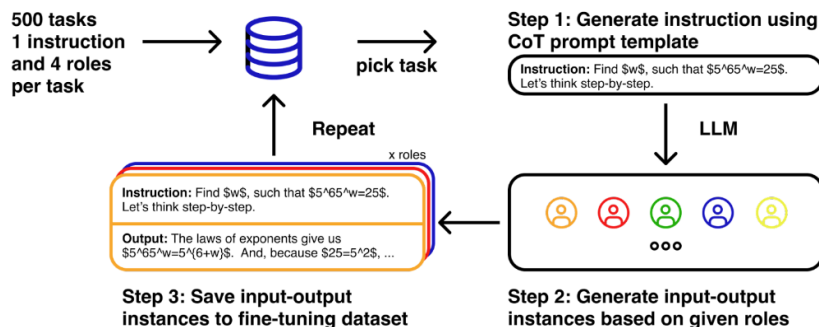 500 tasks
1 instruction
and 4 roles
per task
pick task
Step 1: Generate instruction using
CoT prompt template
Instruction: Find $w$, such that $5^65^w=25$.
Let's think step-by-step.
LLM
Repeat
x roles
Instruction: Find $w$, such that $5^65^w=25$.
Let's think step-by-step.
Output: The laws of exponents give us
$5^65^w=5^{6+w}$. And, because $25=5^2$, ...
Step 3: Save input-output
instances to fine-tuning dataset
Step 2: Generate input-output
instances based on given roles